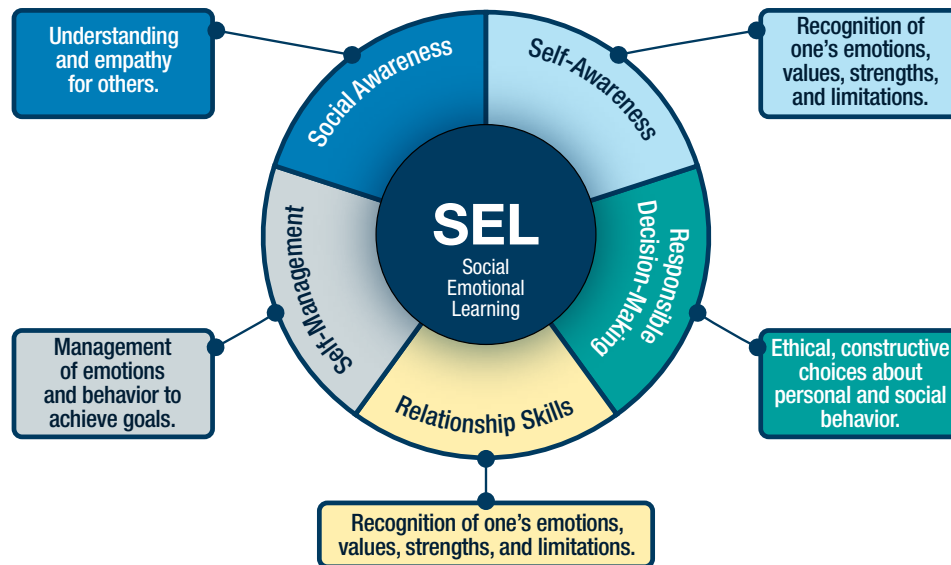 Understanding
and empathy
for others.
Social Awareness
Self-Awareness
Recognition of
one’s emotions,
values, strengths,
and limitations.
SEL
Social
Emotional
Learning
Self-Management
Responsible
Decision-Making
Management
of emotions
and behavior to
achieve goals.
Relationship Skills
Ethical, constructive
choices about
personal and social
behavior.
Recognition of one’s emotions,
values, strengths, and limitations.